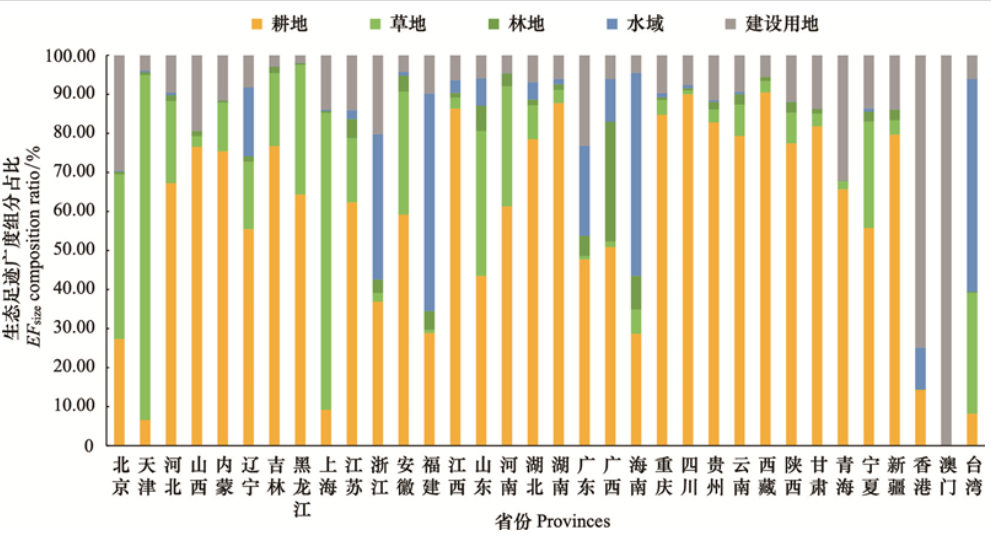 耕地 草地 林地 水域 建设用地
生态足迹广度组分占比
EFsize composition ratio/%
100.00
90.00
80.00
70.00
60.00
50.00
40.00
30.00
20.00
10.00
0
北京 天津 河北 山西 内蒙 辽宁 吉林 黑龙江 上海 江苏 浙江 安徽 福建 江西 山东 河南 湖北 湖南 广东 广西 海南 重庆 四川 贵州 云南 西藏 陕西 甘肃 青海 宁夏 新疆 香港 澳门 台湾
省份 Provinces